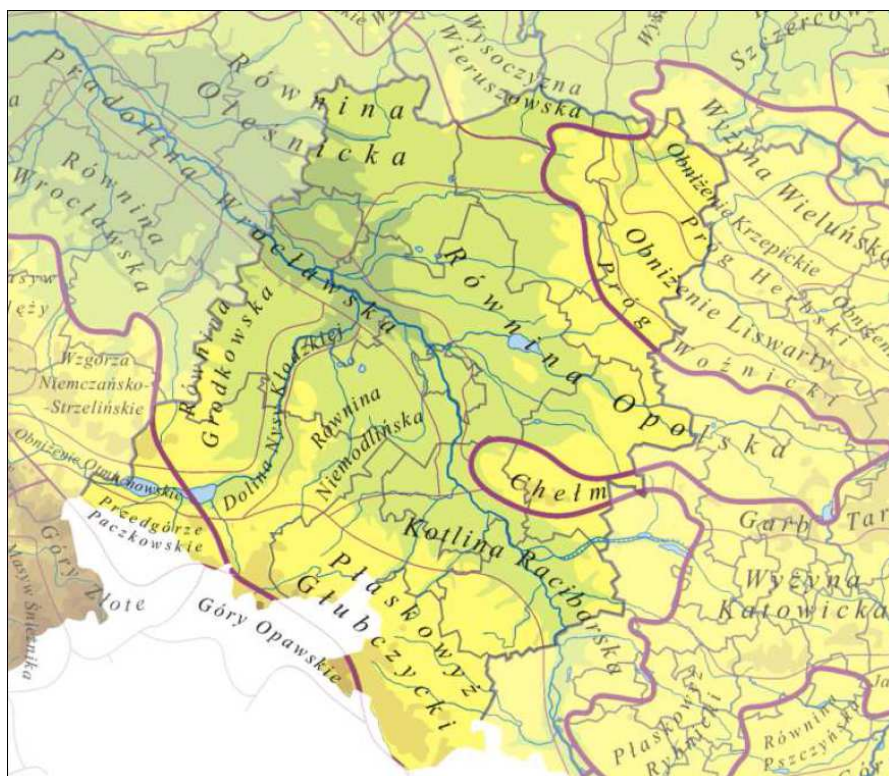 Równina
Oleśnicka
Wysoczyzna
Wieruszowska
Szczercow
Pradolina Wrocławska
Równina
Wrocławska
Wyżyna Wieluńska
Obniżenie
Krzepickie
Próg Herbski
Obniżenie Liswarty
Próg Woźnicki
Równina Opolska
Równina
Grodkowska
Wzgórza
Niemczańsko-
Strzelińskie
Dolina Nysy Kłodzkiej
Równina
Niemodlińska
Obniżenie Otmuchowskie
Przedgórze
Paczkowskie
Chełm
Garb Tar
Kotlina Raciborska
Wyżyna
Katowicka
Góry
Złote
Masyw Śnieżnika
Góry Opawskie
Płaskowyż
Głubczycki
Płaskowyż
Rybnicki
Równina
Pszczyńska